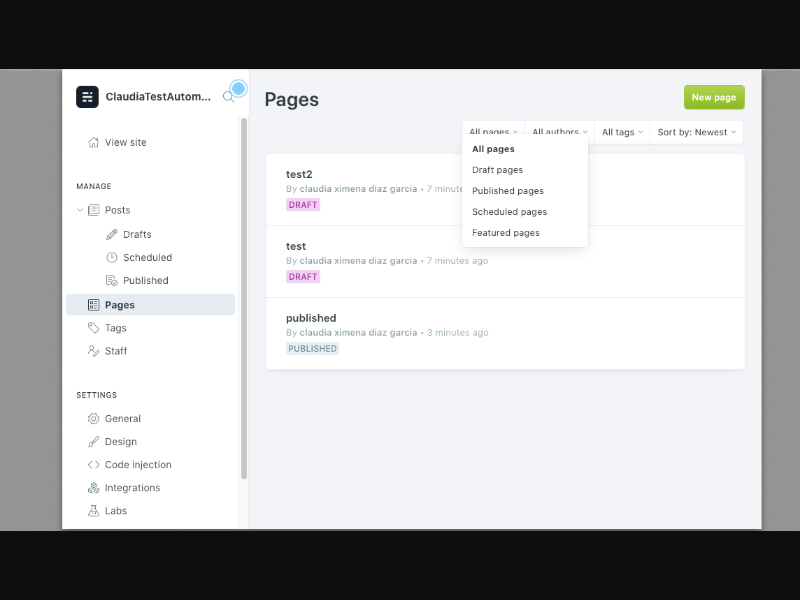 ClaudiaTestAutom...
View site
MANAGE
Posts
Drafts
Scheduled
Published
Pages
Tags
Staff
SETTINGS
General
Design
Code injection
Integrations
Labs
Pages
New page
All pages
All authors
All tags
Sort by: Newest
All pages
Draft pages
Published pages
Scheduled pages
Featured pages
test2
By claudia ximena diaz garcia • 7
DRAFT
test
By claudia ximena diaz garcia • 7 minutes ago
DRAFT
published
By claudia ximena diaz garcia • 3 minutes ago
PUBLISHED